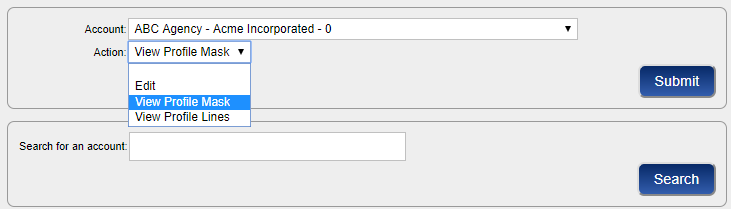 Account: ABC Agency - Acme Incorporated - 0
Action: View Profile Mask
Edit
View Profile Mask
View Profile Lines
Submit
Search for an account:
Search